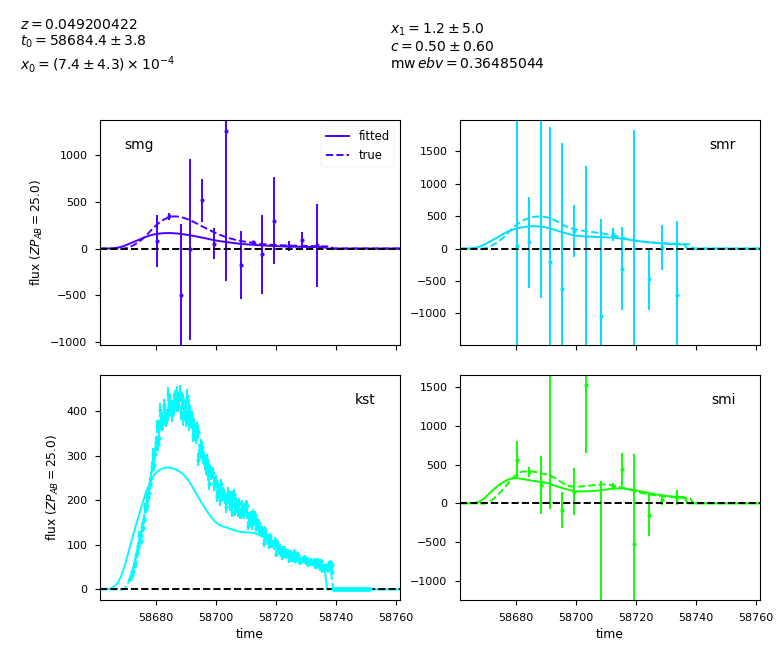 z = 0.049200422
t₀ = 58684.4 ± 3.8
x₀ = (7.4 ± 4.3) × 10⁻⁴
x₁ = 1.2 ± 5.0
c = 0.50 ± 0.60
mw ebv = 0.36485044
smg
fitted
true
1000
500
0
−500
−1000
flux (ZP_AB = 25.0)
smr
1500
1000
500
0
−500
−1000
kst
400
300
200
100
0
flux (ZP_AB = 25.0)
58680 58700 58720 58740 58760
time
smi
1500
1000
500
0
−500
−1000
58680 58700 58720 58740 58760
time